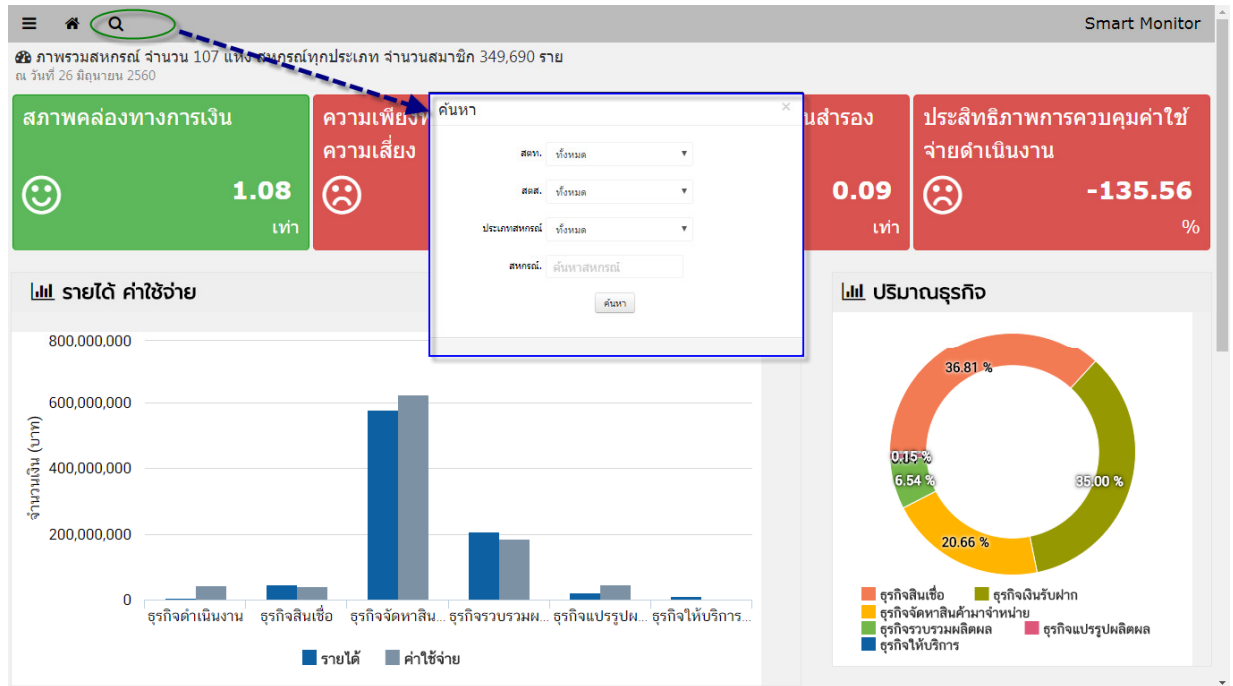 Smart Monitor
ภาพรวมสหกรณ์ จำนวน 107 แห่ง สหกรณ์ทุกประเภท จำนวนสมาชิก 349,690 ราย
ณ วันที่ 26 มิถุนายน 2560
สภาพคล่องทางการเงิน
1.08
เท่า
ความเพียง
ความเสี่ยง
นสำรอง
0.09
เท่า
ประสิทธิภาพการควบคุมค่าใช้
จ่ายดำเนินงาน
-135.56
%
ค้นหา
×
สตท. ทั้งหมด
สตส. ทั้งหมด
ประเภทสหกรณ์ ทั้งหมด
สหกรณ์. ค้นหาสหกรณ์
ค้นหา
รายได้ ค่าใช้จ่าย
800,000,000
600,000,000
400,000,000
200,000,000
0
จำนวนเงิน (บาท)
ธุรกิจดำเนินงาน ธุรกิจสินเชื่อ ธุรกิจจัดหาสิน... ธุรกิจรวบรวมผ... ธุรกิจแปรรูปผ... ธุรกิจให้บริการ...
รายได้ ค่าใช้จ่าย
ปริมาณธุรกิจ
36.81 %
0.15 %
6.54 %
35.00 %
20.66 %
ธุรกิจสินเชื่อ ธุรกิจเงินรับฝาก
ธุรกิจจัดหาสินค้ามาจำหน่าย
ธุรกิจรวบรวมผลิตผล ธุรกิจแปรรูปผลิตผล
ธุรกิจให้บริการ